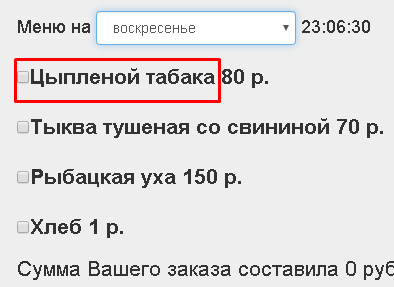 Меню на воскресенье 23:06:30
Цыпленой табака 80 р.
Тыква тушеная со свининой 70 р.
Рыбацкая уха 150 р.
Хлеб 1 р.
Сумма Вашего заказа составила 0 руб